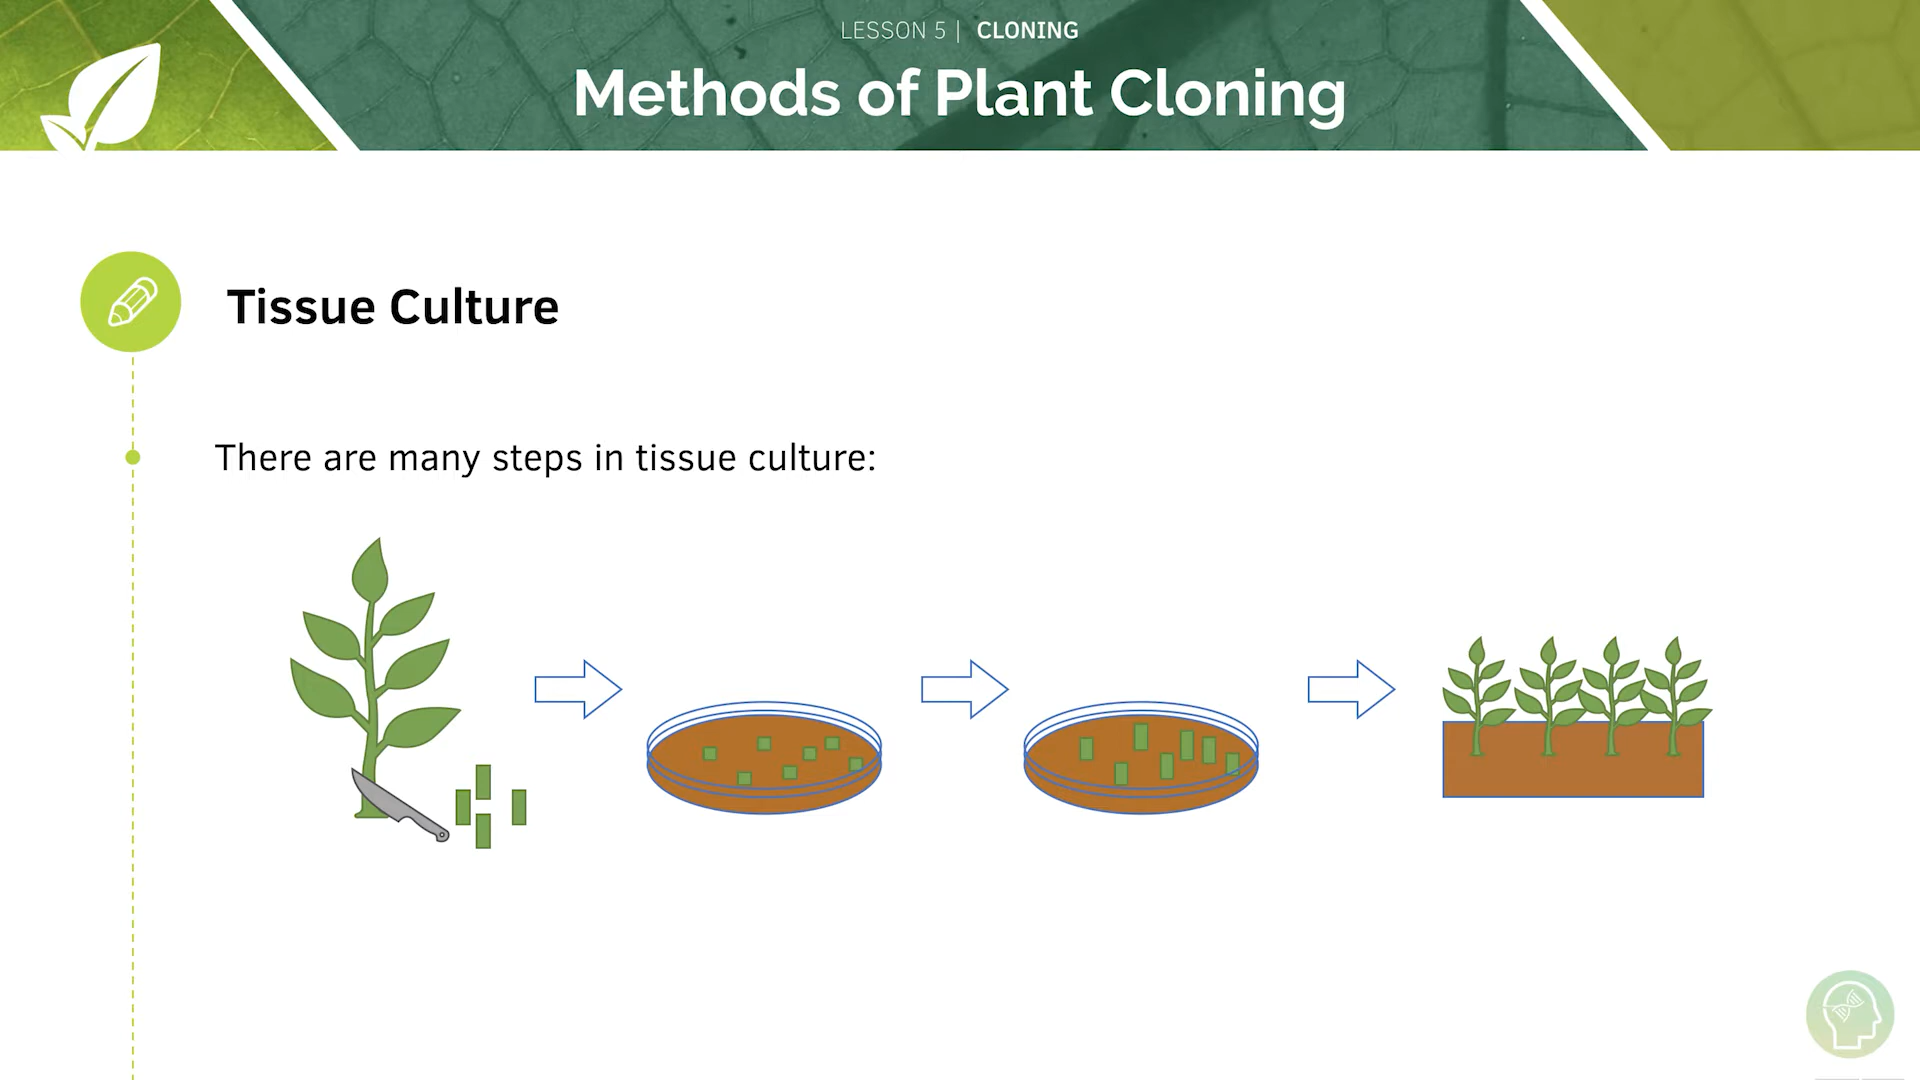 LESSON 5 | CLONING
Methods of Plant Cloning
Tissue Culture
There are many steps in tissue culture: